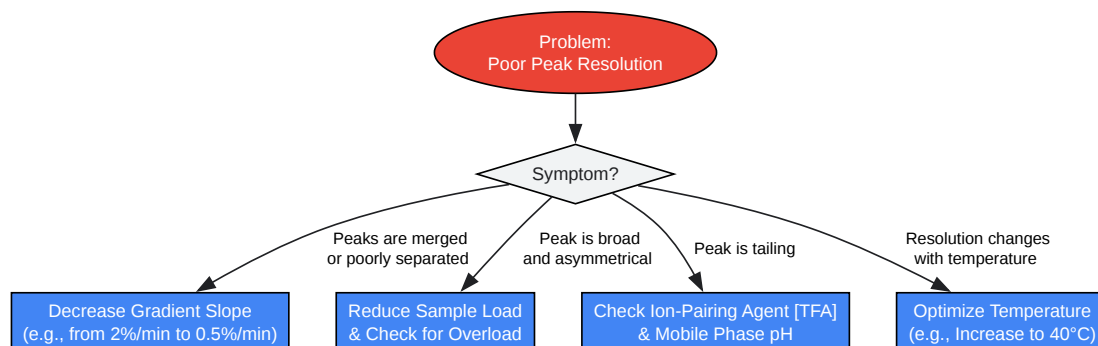 Problem:
Poor Peak Resolution
Symptom?
Peaks are merged
or poorly separated
Peak is broad
and asymmetrical
Peak is tailing
Resolution changes
with temperature
Decrease Gradient Slope
(e.g., from 2%/min to 0.5%/min)
Reduce Sample Load
& Check for Overload
Check Ion-Pairing Agent [TFA]
& Mobile Phase pH
Optimize Temperature
(e.g., Increase to 40°C)